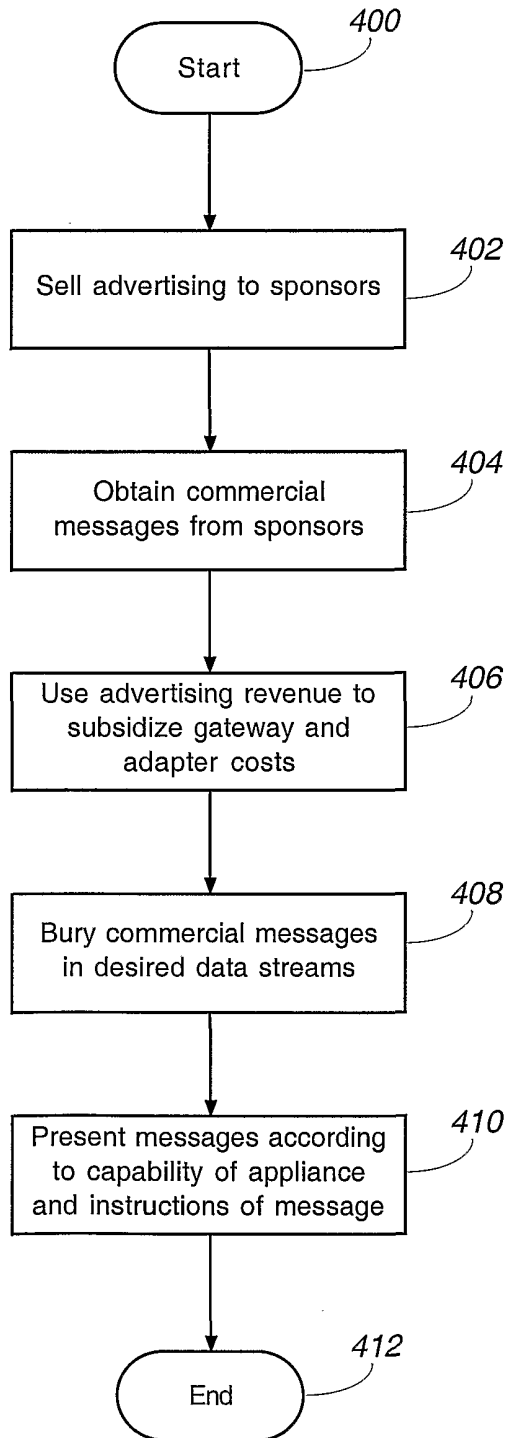 400
Start
402
Sell advertising to sponsors
404
Obtain commercial
messages from sponsors
406
Use advertising revenue to
subsidize gateway and
adapter costs
408
Bury commercial messages
in desired data streams
410
Present messages according
to capability of appliance
and instructions of message
412
End